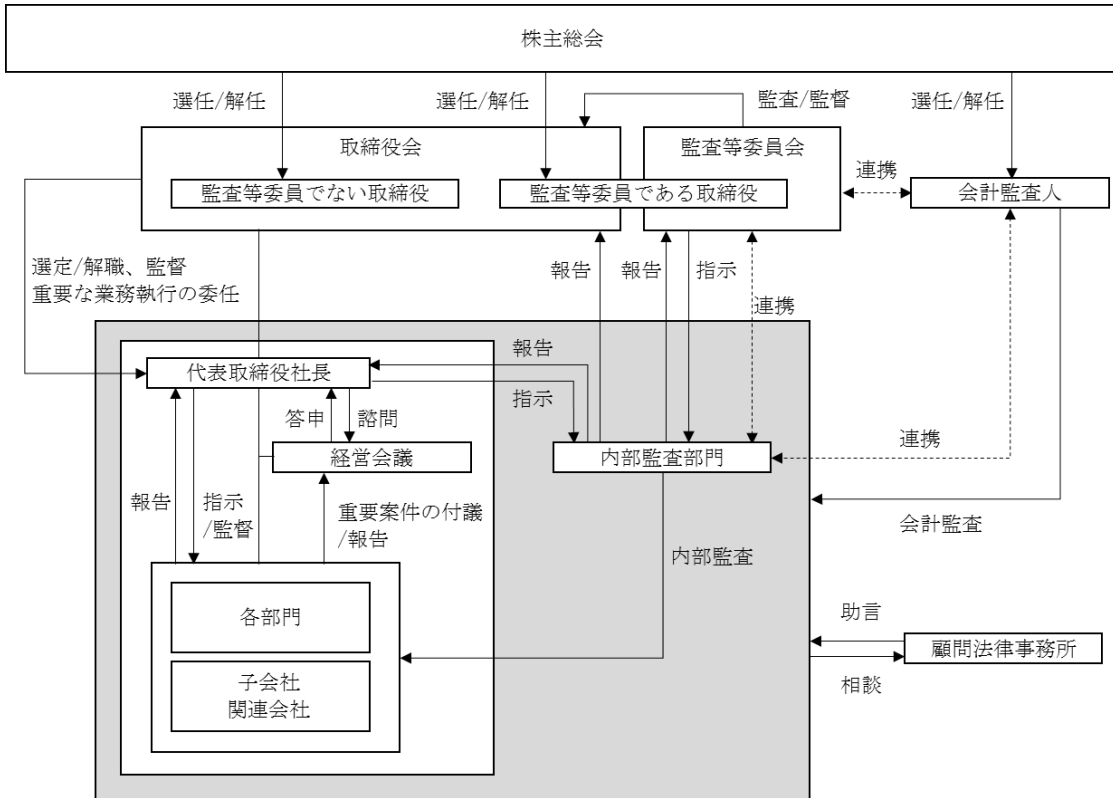 株主総会
選任/解任
選任/解任
監査/監督
選任/解任
取締役会
監査等委員会
連携
監査等委員でない取締役
監査等委員である取締役
会計監査人
選定/解職、監督
重要な業務執行の委任
報告
報告
指示
連携
代表取締役社長
報告
指示
答申
諮問
経営会議
内部監査部門
連携
報告
指示
/監督
重要案件の付議
/報告
会計監査
内部監査
各部門
助言
顧問法律事務所
子会社
関連会社
相談